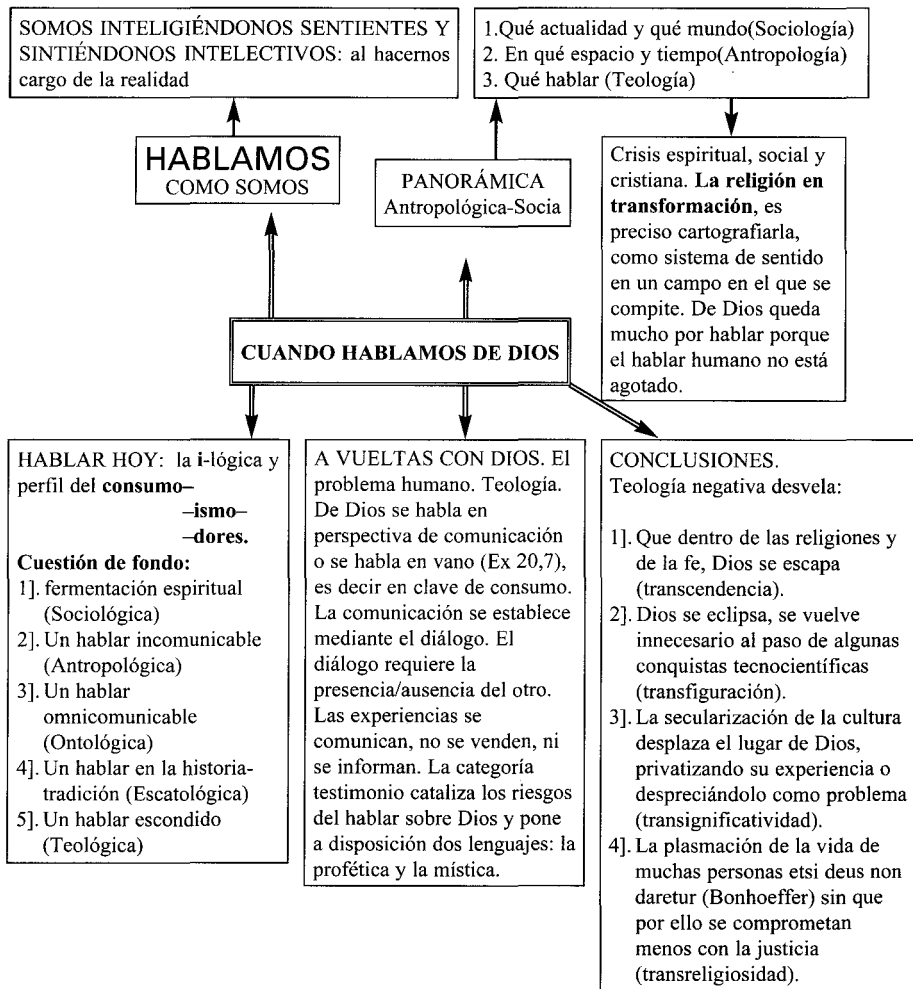 SOMOS INTELIGIÉNDONOS SENTIENTES Y
SINTIÉNDONOS INTELECTIVOS: al hacernos
cargo de la realidad
1.Qué actualidad y qué mundo(Sociología)
2. En qué espacio y tiempo(Antropología)
3. Qué hablar (Teología)
HABLAMOS
COMO SOMOS
PANORÁMICA
Antropológica-Socia
Crisis espiritual, social y
cristiana. La religión en
transformación, es
preciso cartografiarla,
como sistema de sentido
en un campo en el que se
compite. De Dios queda
mucho por hablar porque
el hablar humano no está
agotado.
CUANDO HABLAMOS DE DIOS
HABLAR HOY: la i-lógica y
perfil del consumo–
–ismo–
–dores.
Cuestión de fondo:
1]. fermentación espiritual
(Sociológica)
2]. Un hablar incomunicable
(Antropológica)
3]. Un hablar
omnicomunicable
(Ontológica)
4]. Un hablar en la historia-
tradición (Escatológica)
5]. Un hablar escondido
(Teológica)
A VUELTAS CON DIOS. El
problema humano. Teología.
De Dios se habla en
perspectiva de comunicación
o se habla en vano (Ex 20,7),
es decir en clave de consumo.
La comunicación se establece
mediante el diálogo. El
diálogo requiere la
presencia/ausencia del otro.
Las experiencias se
comunican, no se venden, ni
se informan. La categoría
testimonio cataliza los riesgos
del hablar sobre Dios y pone
a disposición dos lenguajes: la
profética y la mística.
CONCLUSIONES.
Teología negativa desvela:
1]. Que dentro de las religiones y
de la fe, Dios se escapa
(transcendencia).
2]. Dios se eclipsa, se vuelve
innecesario al paso de algunas
conquistas tecnocientíficas
(transfiguración).
3]. La secularización de la cultura
desplaza el lugar de Dios,
privatizando su experiencia o
despreciándolo como problema
(transignificatividad).
4]. La plasmación de la vida de
muchas personas etsi deus non
daretur (Bonhoeffer) sin que
por ello se comprometan
menos con la justicia
(transreligiosidad).